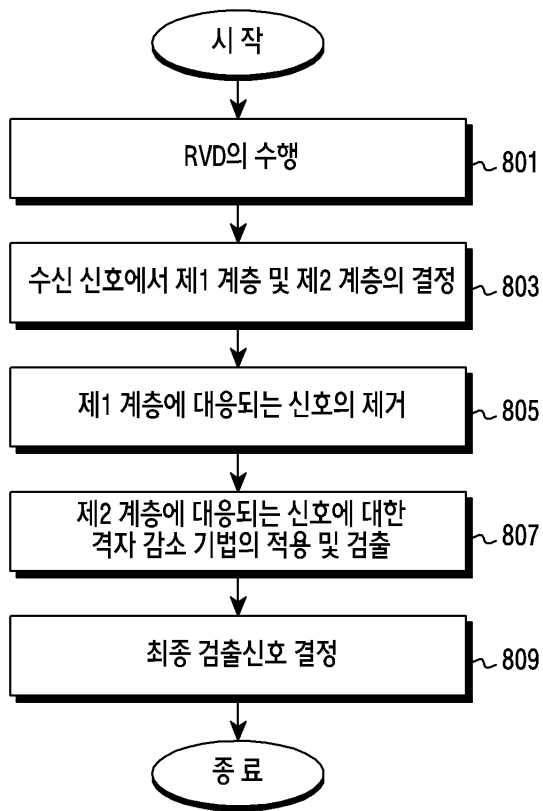 시 작
RVD의 수행
801
수신 신호에서 제1 계층 및 제2 계층의 결정
803
제1 계층에 대응되는 신호의 제거
805
제2 계층에 대응되는 신호에 대한
격자 감소 기법의 적용 및 검출
807
최종 검출신호 결정
809
종 료